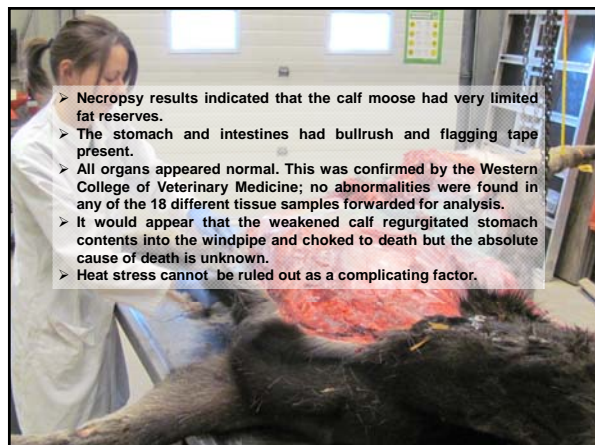 ➢ Necropsy results indicated that the calf moose had very limited
fat reserves.
➢ The stomach and intestines had bullrush and flagging tape
present.
➢ All organs appeared normal. This was confirmed by the Western
College of Veterinary Medicine; no abnormalities were found in
any of the 18 different tissue samples forwarded for analysis.
➢ It would appear that the weakened calf regurgitated stomach
contents into the windpipe and choked to death but the absolute
cause of death is unknown.
➢ Heat stress cannot be ruled out as a complicating factor.